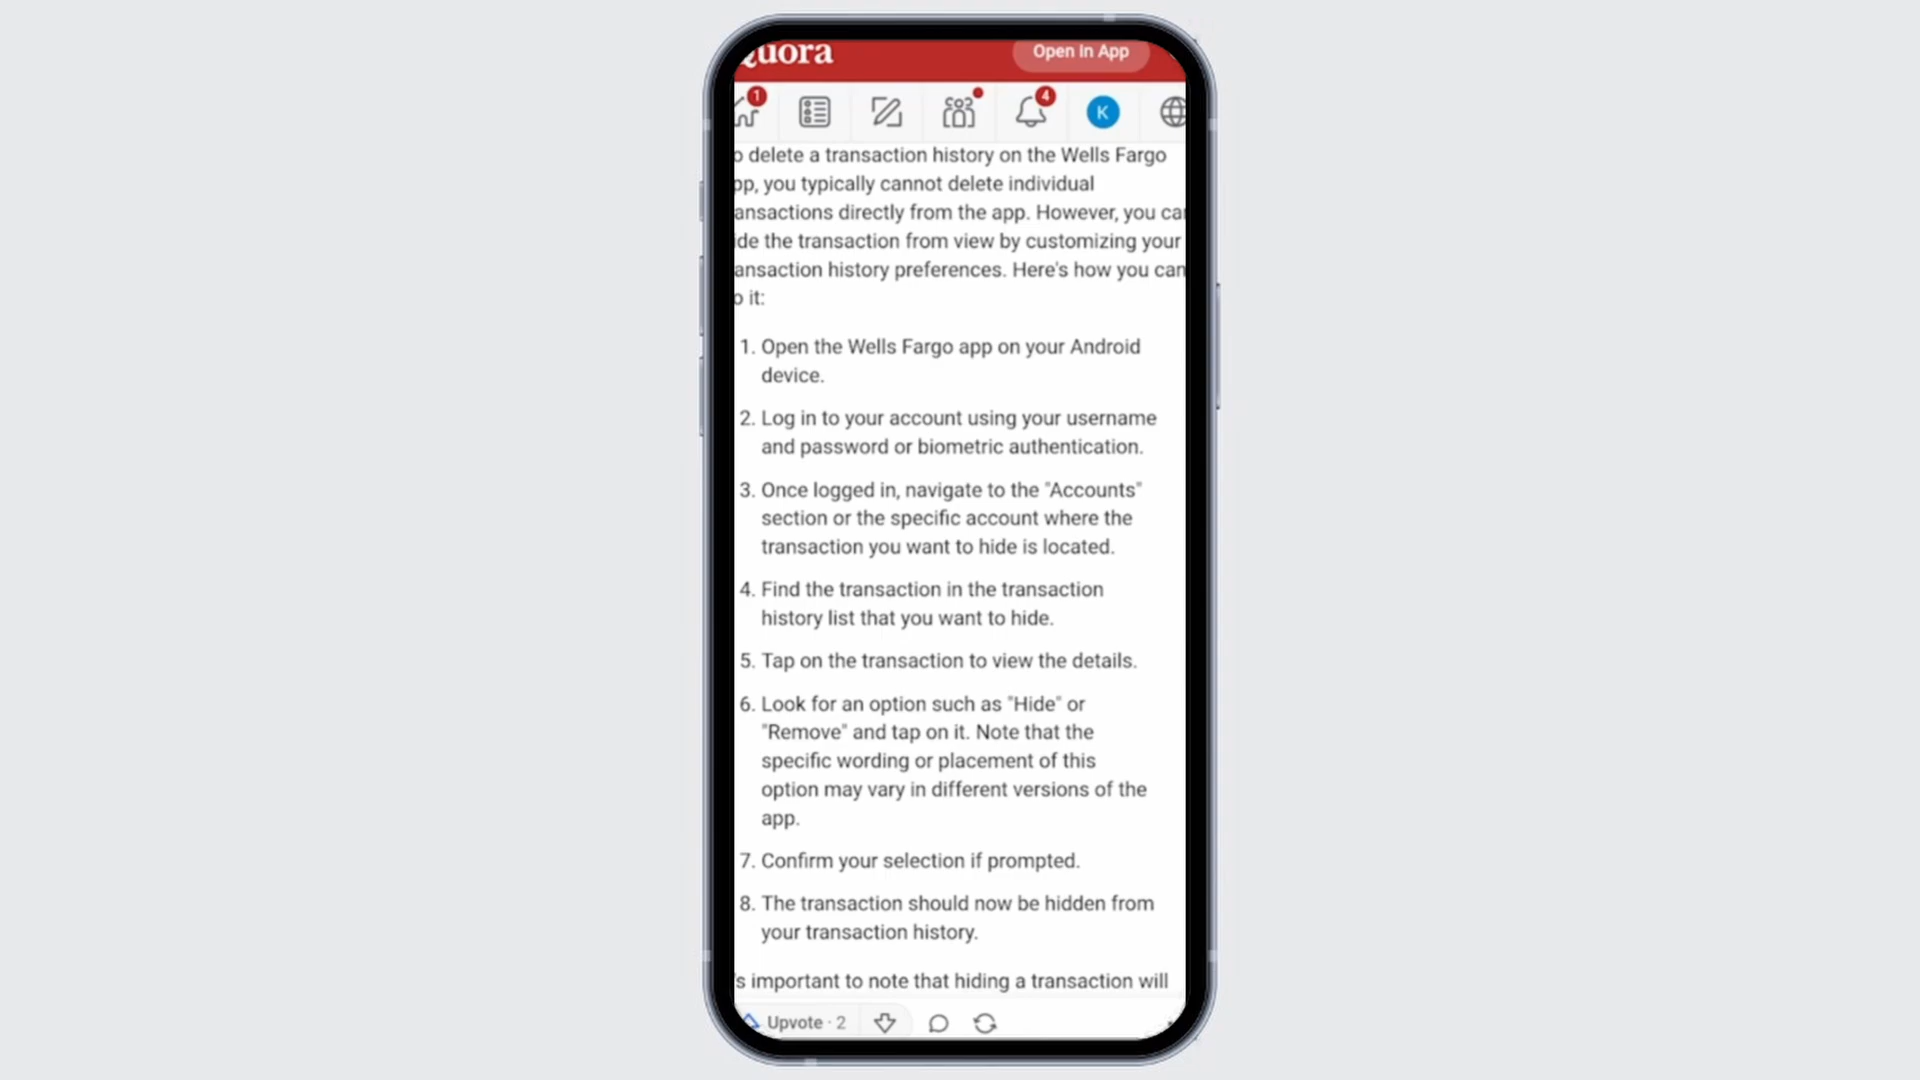 Quora
Open In App
1
4
K
o delete a transaction history on the Wells Fargo
pp, you typically cannot delete individual
ansactions directly from the app. However, you ca
ide the transaction from view by customizing your
ansaction history preferences. Here's how you can
o it:
1. Open the Wells Fargo app on your Android
device.
2. Log in to your account using your username
and password or biometric authentication.
3. Once logged in, navigate to the "Accounts"
section or the specific account where the
transaction you want to hide is located.
4. Find the transaction in the transaction
history list that you want to hide.
5. Tap on the transaction to view the details.
6. Look for an option such as "Hide" or
"Remove" and tap on it. Note that the
specific wording or placement of this
option may vary in different versions of the
app.
7. Confirm your selection if prompted.
8. The transaction should now be hidden from
your transaction history.
's important to note that hiding a transaction will
Upvote · 2